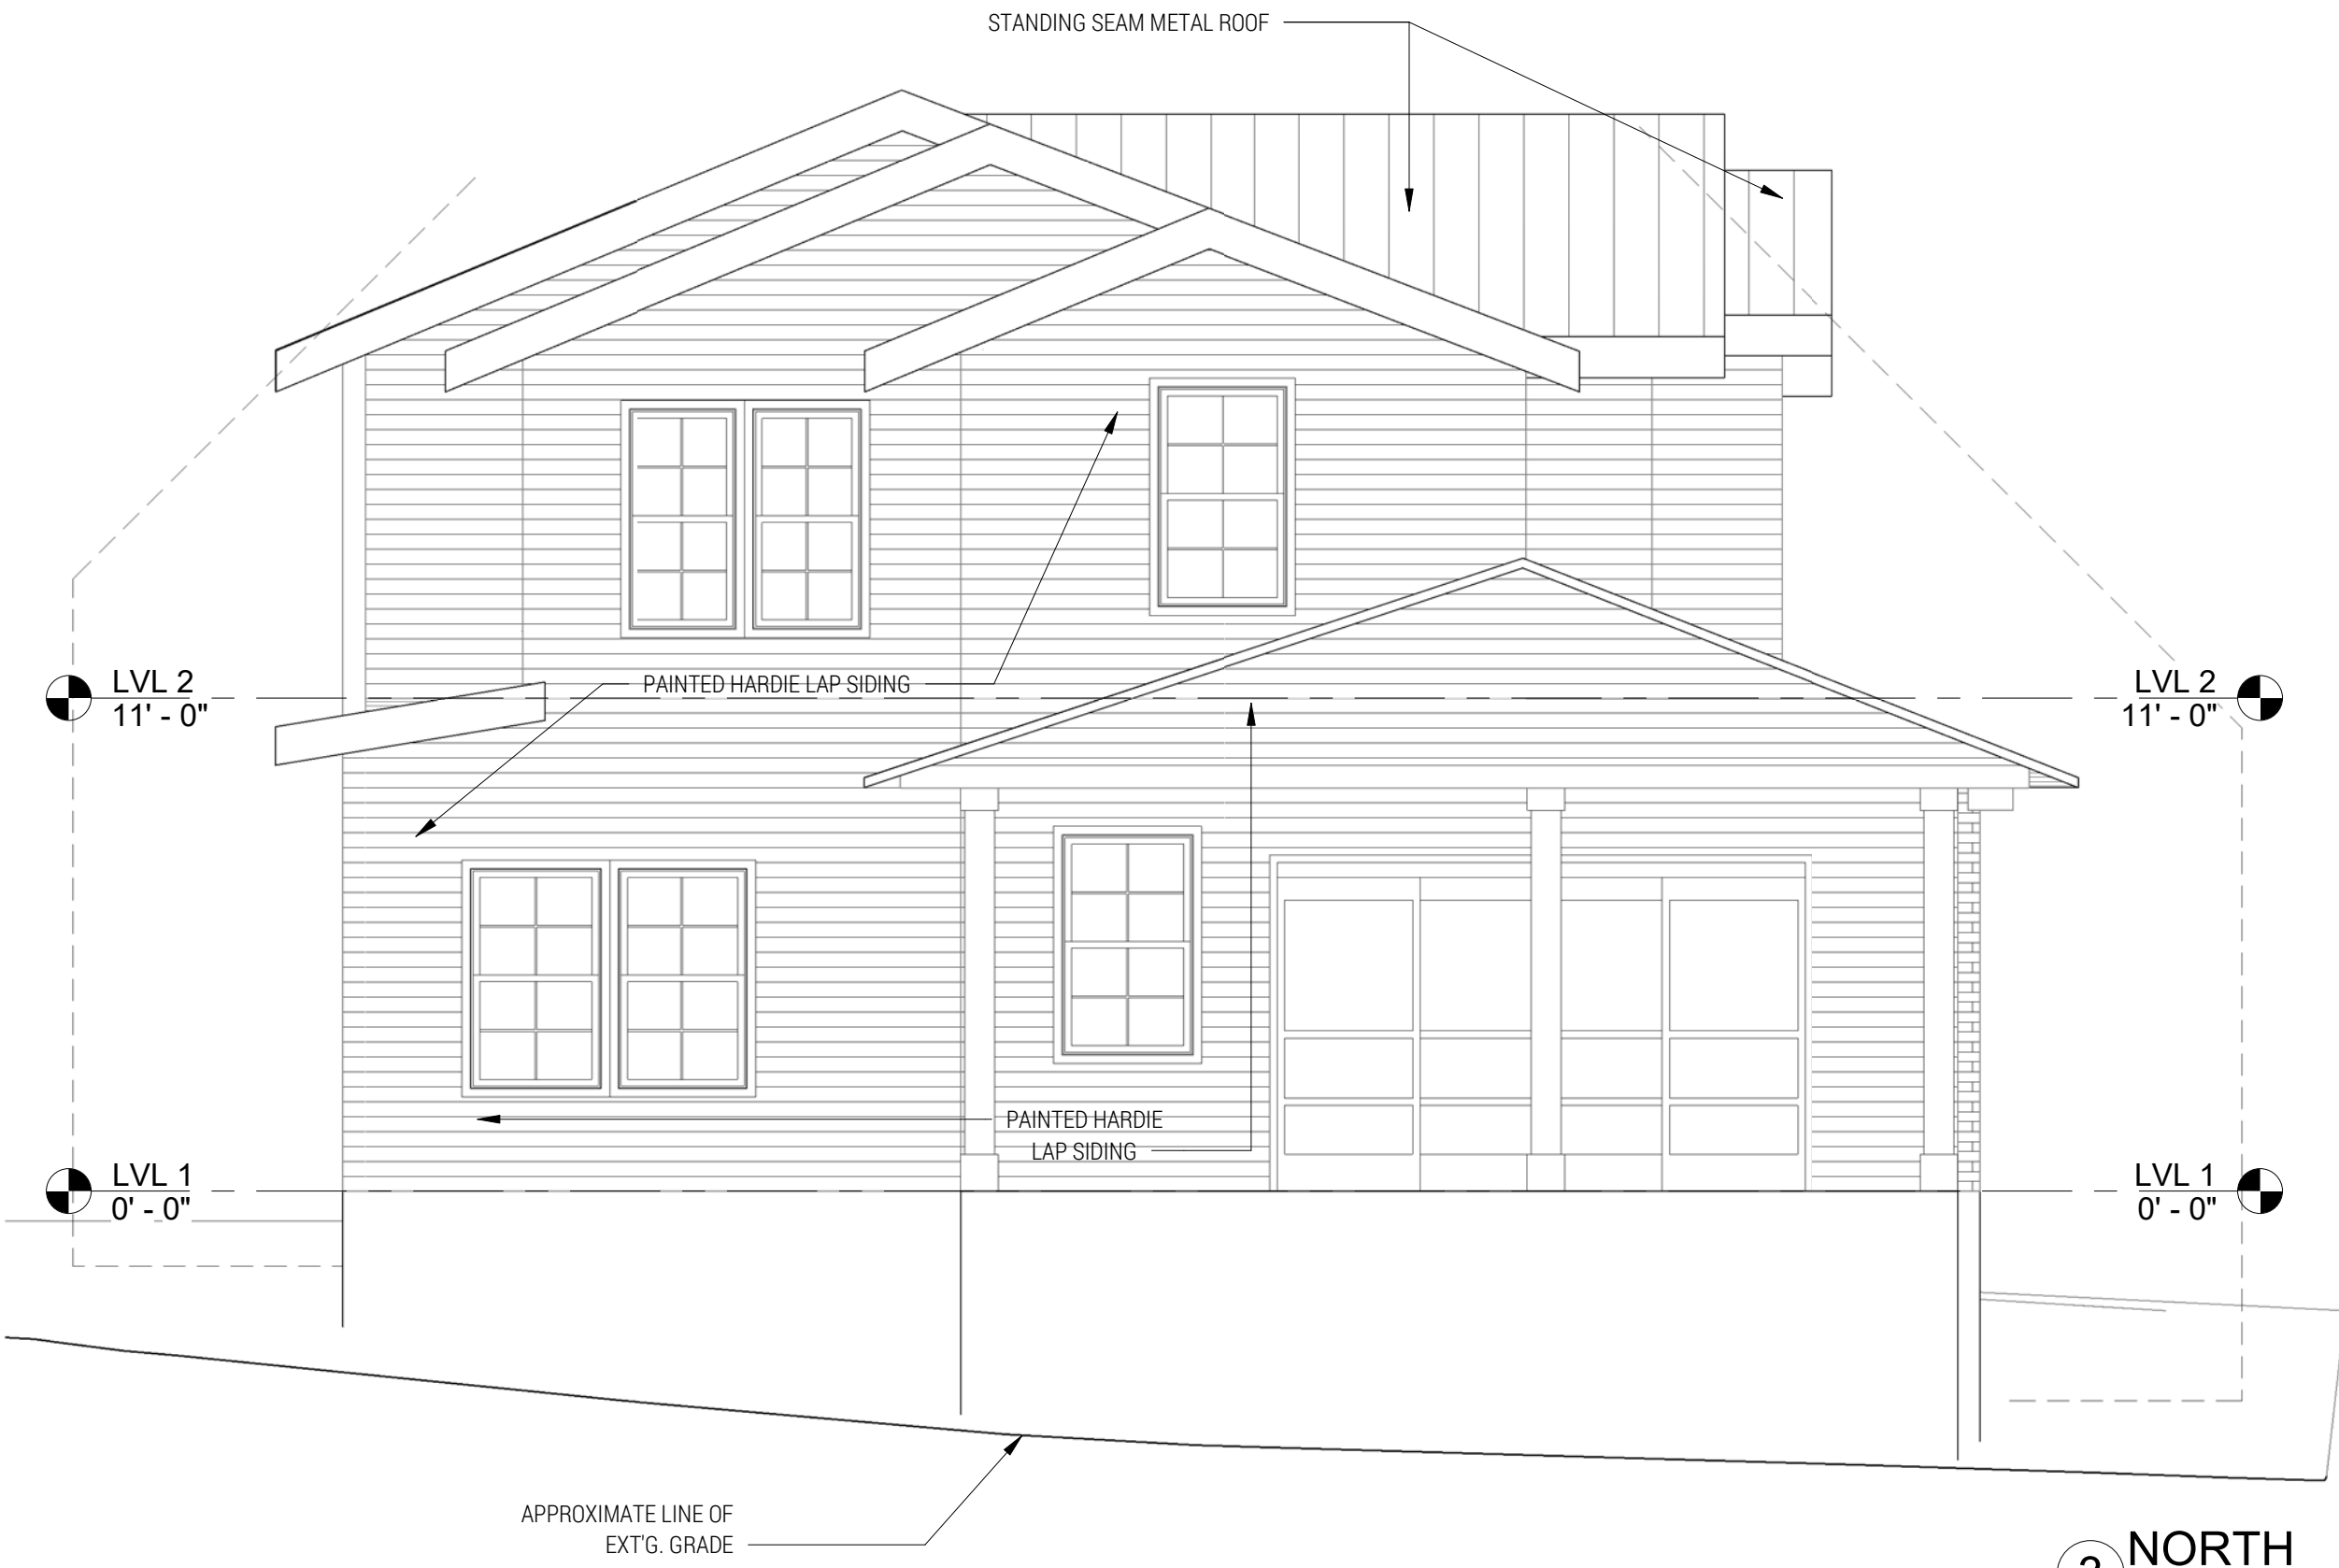 STANDING SEAM METAL ROOF
LVL 2
11' - 0"
PAINTED HARDIE LAP SIDING
LVL 2
11' - 0"
PAINTED HARDIE
LAP SIDING
LVL 1
0' - 0"
LVL 1
0' - 0"
APPROXIMATE LINE OF
EXT'G. GRADE
NORTH